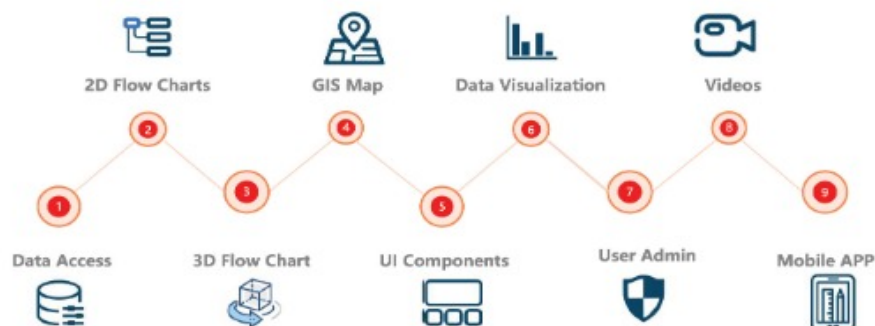 2D Flow Charts
GIS Map
Data Visualization
Videos
2
4
6
8
1
3
5
7
9
Data Access
3D Flow Chart
UI Components
User Admin
Mobile APP